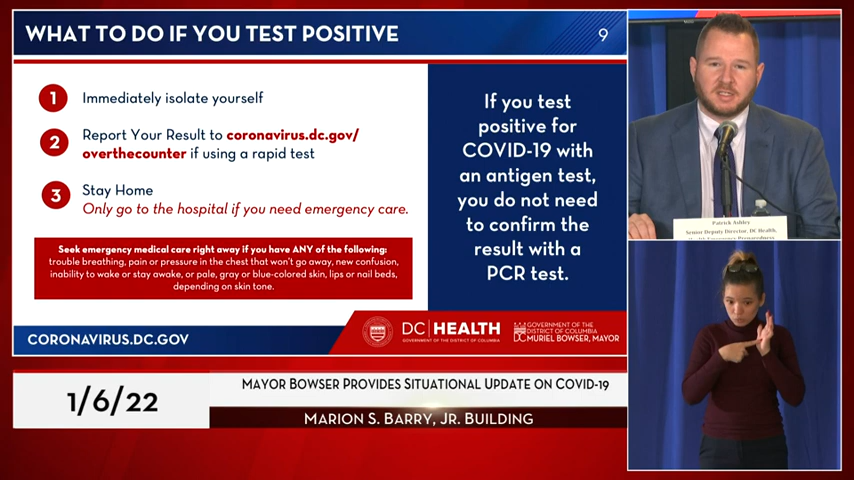 WHAT TO DO IF YOU TEST POSITIVE
9
1
Immediately isolate yourself
2
Report Your Result to coronavirus.dc.gov/
overthecounter if using a rapid test
3
Stay Home
Only go to the hospital if you need emergency care.
Seek emergency medical care right away if you have ANY of the following:
trouble breathing, pain or pressure in the chest that won't go away, new confusion,
inability to wake or stay awake, or pale, gray or blue-colored skin, lips or nail beds,
depending on skin tone.
If you test
positive for
COVID-19 with
an antigen test,
you do not need
to confirm the
result with a
PCR test.
CORONAVIRUS.DC.GOV
DC HEALTH
GOVERNMENT OF THE DISTRICT OF COLUMBIA
GOVERNMENT OF THE
DISTRICT OF COLUMBIA
DC MURIEL BOWSER, MAYOR
Patrick Ashley
Senior Deputy Director, DC Health,
1/6/22
MAYOR BOWSER PROVIDES SITUATIONAL UPDATE ON COVID-19
MARION S. BARRY, JR. BUILDING